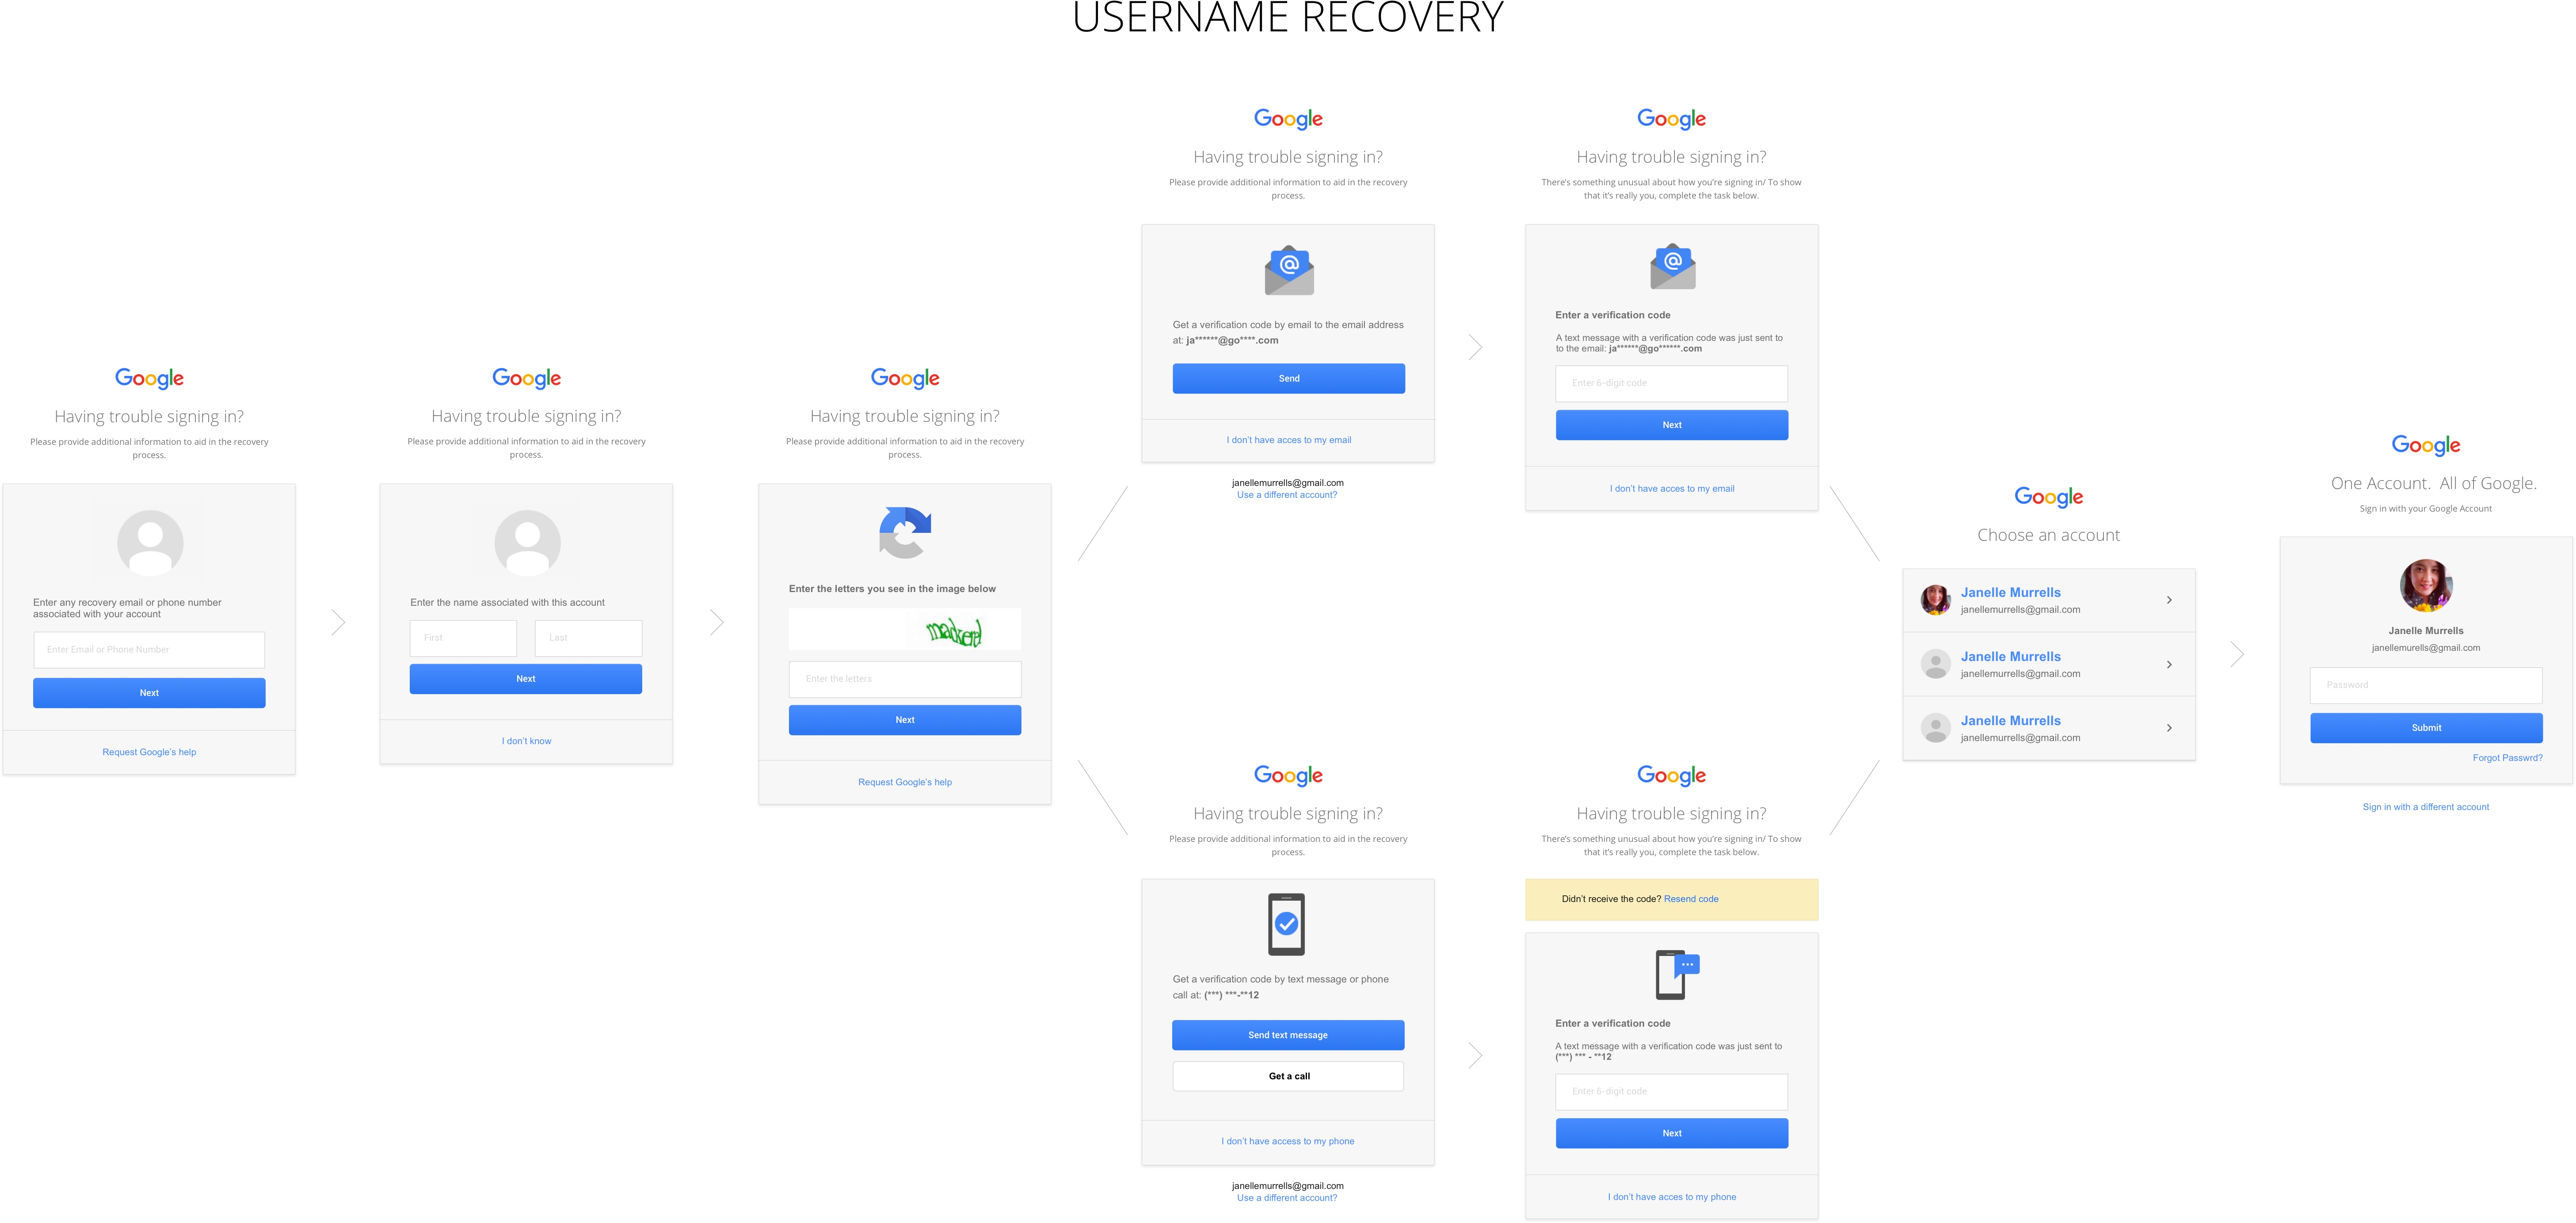 USERNAME RECOVERY
Google
Having trouble signing in?
Please provide additional information to aid in the recovery
process.
Enter any recovery email or phone number
associated with your account
Enter Email or Phone Number
Next
Request Google's help
Google
Having trouble signing in?
Please provide additional information to aid in the recovery
process.
Enter the name associated with this account
First
Last
Next
I don't know
Google
Having trouble signing in?
Please provide additional information to aid in the recovery
process.
Enter the letters you see in the image below
Enter the letters
Next
Request Google's help
Google
Having trouble signing in?
Please provide additional information to aid in the recovery
process.
Get a verification code by email to the email address
at: ja******@go****.com
Send
I don't have acces to my email
janellemurrells@gmail.com
Use a different account?
Google
Having trouble signing in?
There's something unusual about how you're signing in/ To show
that it's really you, complete the task below.
Enter a verification code
A text message with a verification code was just sent to
to the email: ja******@go******.com
Enter 6-digit code
Next
I don't have acces to my email
Google
Having trouble signing in?
Please provide additional information to aid in the recovery
process.
Get a verification code by text message or phone
call at: (***) ***-**12
Send text message
Get a call
I don't have access to my phone
janellemurrells@gmail.com
Use a different account?
Google
Having trouble signing in?
There's something unusual about how you're signing in/ To show
that it's really you, complete the task below.
Didn't receive the code? Resend code
Enter a verification code
A text message with a verification code was just sent to
(***) *** - **12
Enter 6-digit code
Next
I don't have acces to my phone
Google
Choose an account
Janelle Murrells
janellemurrells@gmail.com
Janelle Murrells
janellemurrells@gmail.com
Janelle Murrells
janellemurrells@gmail.com
Google
One Account. All of Google.
Sign in with your Google Account
Janelle Murrells
janellemurells@gmail.com
Password
Submit
Forgot Passwrd?
Sign in with a different account